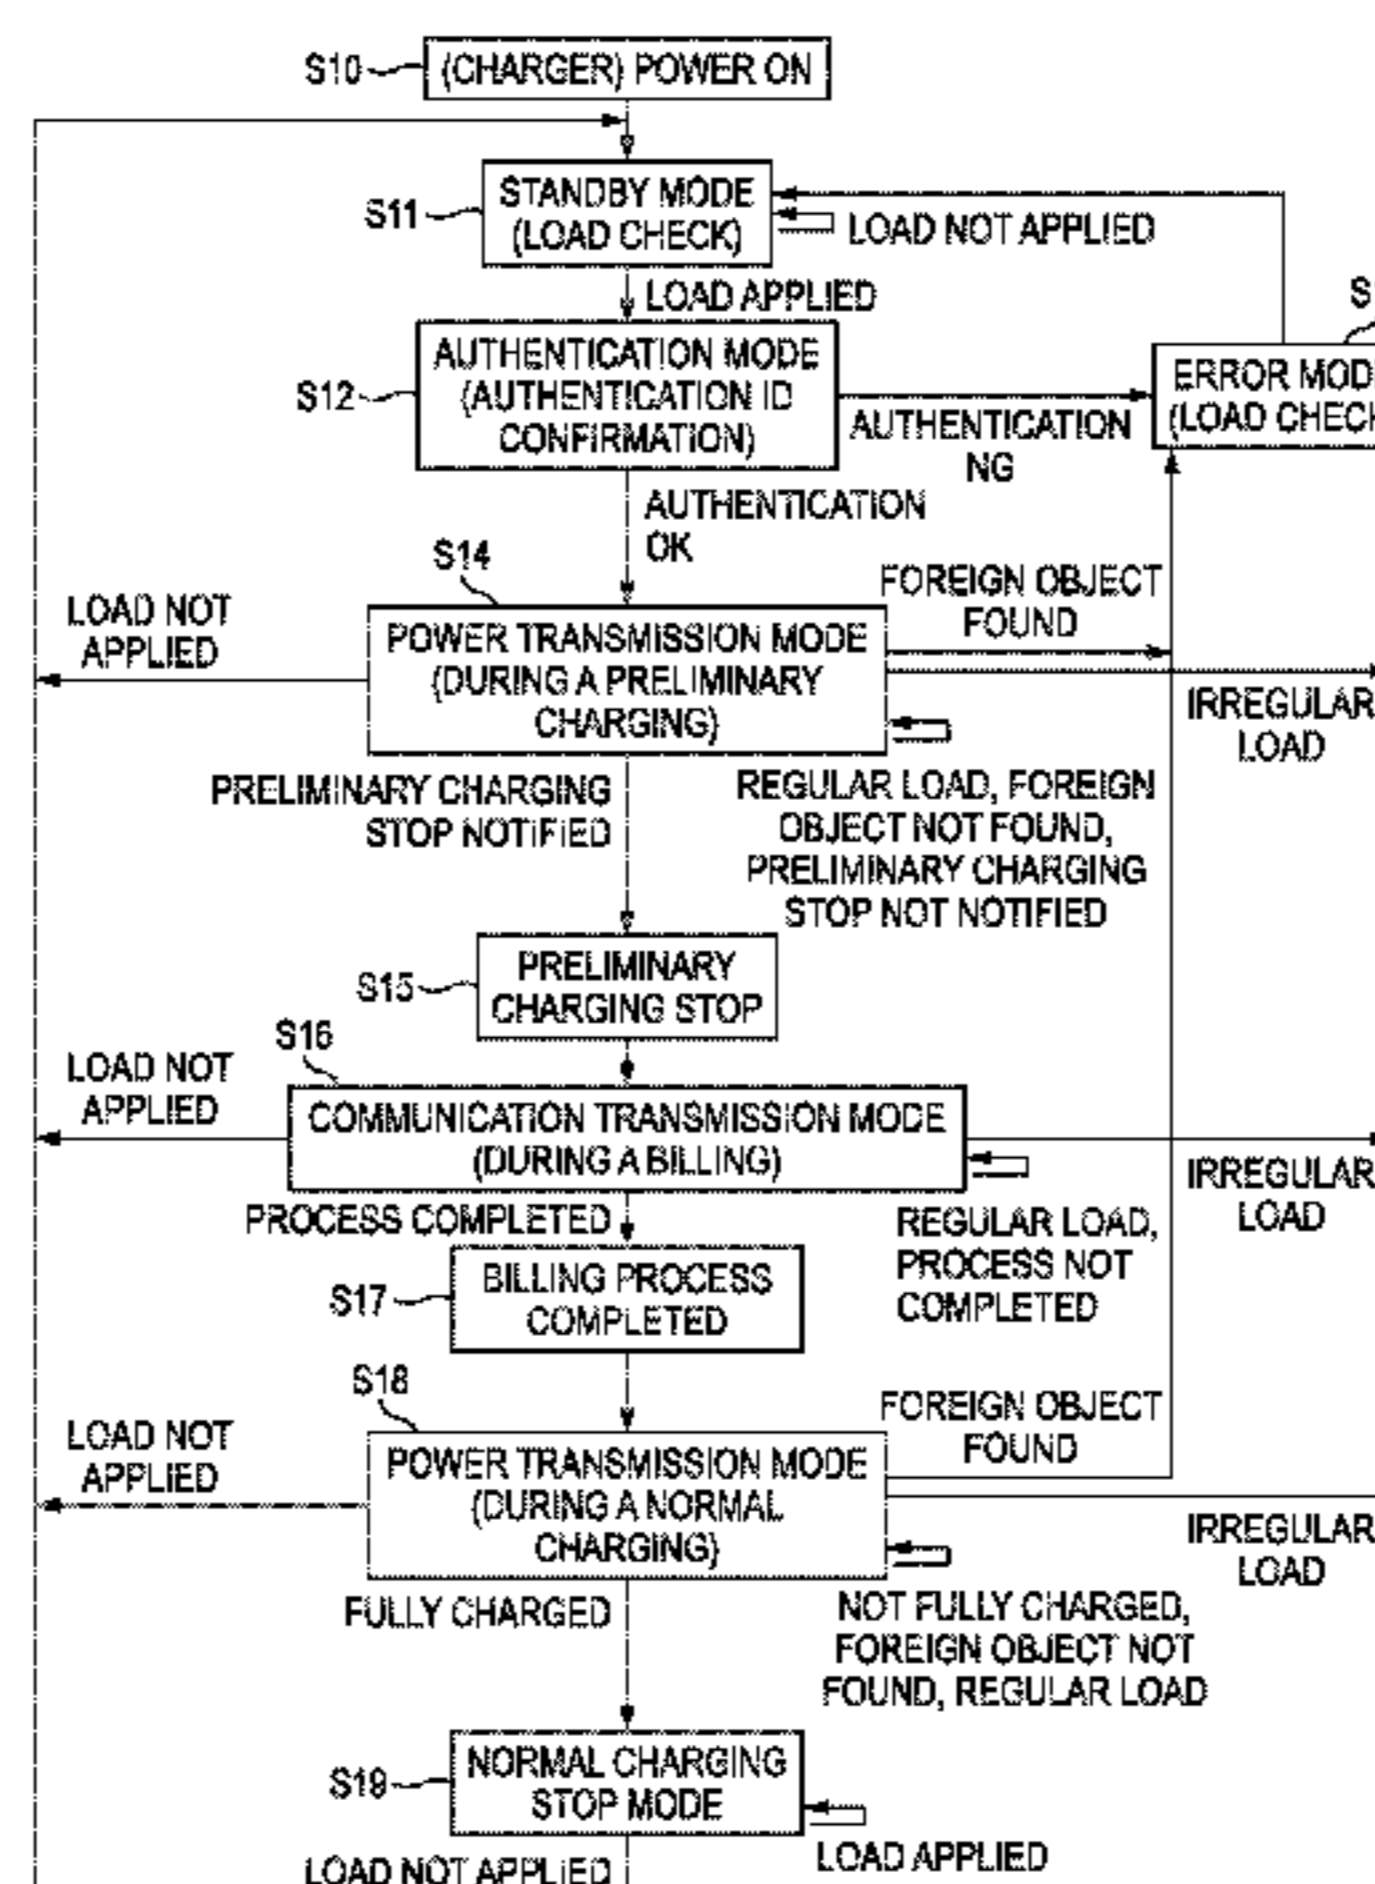 S10
(CHARGER) POWER ON
S11
STANDBY MODE
(LOAD CHECK)
LOAD NOT APPLIED
LOAD APPLIED
S12
AUTHENTICATION MODE
(AUTHENTICATION ID
CONFIRMATION)
ERROR MODE
(LOAD CHECK
AUTHENTICATION
NG
AUTHENTICATION
OK
S14
LOAD NOT
APPLIED
POWER TRANSMISSION MODE
(DURING A PRELIMINARY
CHARGING)
FOREIGN OBJECT
FOUND
IRREGULAR
LOAD
PRELIMINARY CHARGING
STOP NOTIFIED
REGULAR LOAD, FOREIGN
OBJECT NOT FOUND,
PRELIMINARY CHARGING
STOP NOT NOTIFIED
S15
PRELIMINARY
CHARGING STOP
S16
LOAD NOT
APPLIED
COMMUNICATION TRANSMISSION MODE
(DURING A BILLING)
IRREGULAR
LOAD
PROCESS COMPLETED
REGULAR LOAD,
PROCESS NOT
COMPLETED
S17
BILLING PROCESS
COMPLETED
S18
LOAD NOT
APPLIED
POWER TRANSMISSION MODE
(DURING A NORMAL
CHARGING)
FOREIGN OBJECT
FOUND
IRREGULAR
LOAD
FULLY CHARGED
NOT FULLY CHARGED,
FOREIGN OBJECT NOT
FOUND, REGULAR LOAD
S19
NORMAL CHARGING
STOP MODE
LOAD APPLIED
LOAD NOT APPLIED